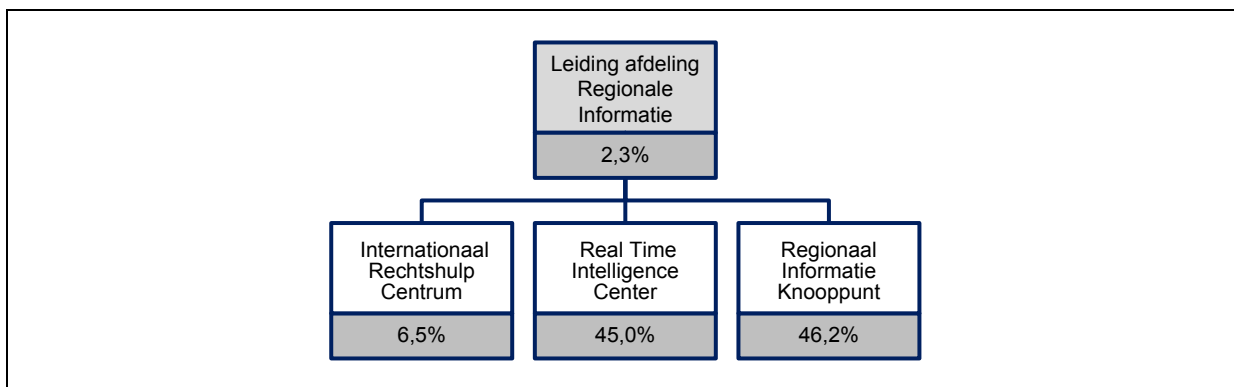 Leiding afdeling
Regionale
Informatie
2,3%
Internationaal
Rechtshulp
Centrum
6,5%
Real Time
Intelligence
Center
45,0%
Regionaal
Informatie
Knooppunt
46,2%